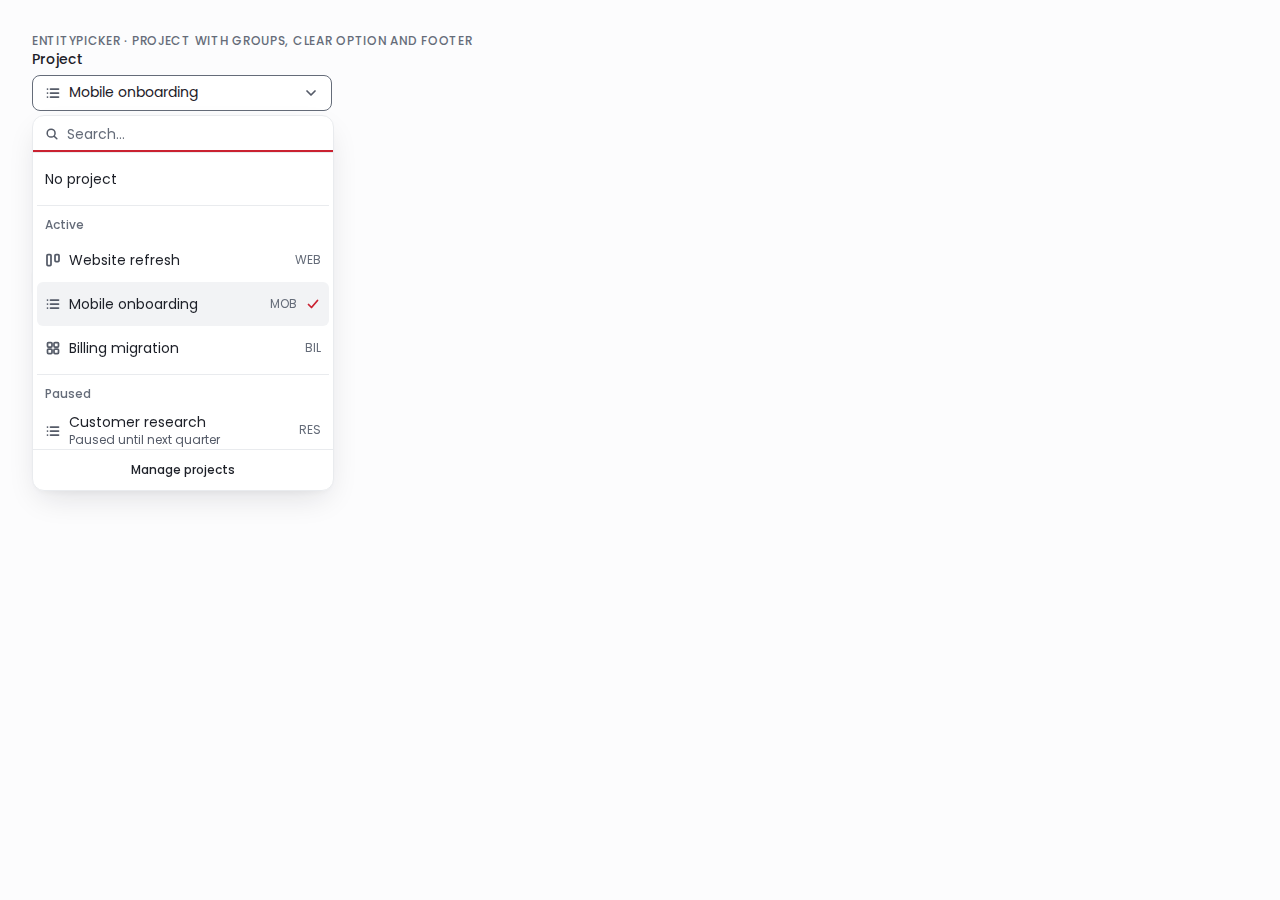 ENTITYPICKER · PROJECT WITH GROUPS, CLEAR OPTION AND FOOTER
Project
Mobile onboarding
Search...
No project
Active
Website refresh WEB
Mobile onboarding MOB
Billing migration BIL
Paused
Customer research RES
Paused until next quarter
Manage projects